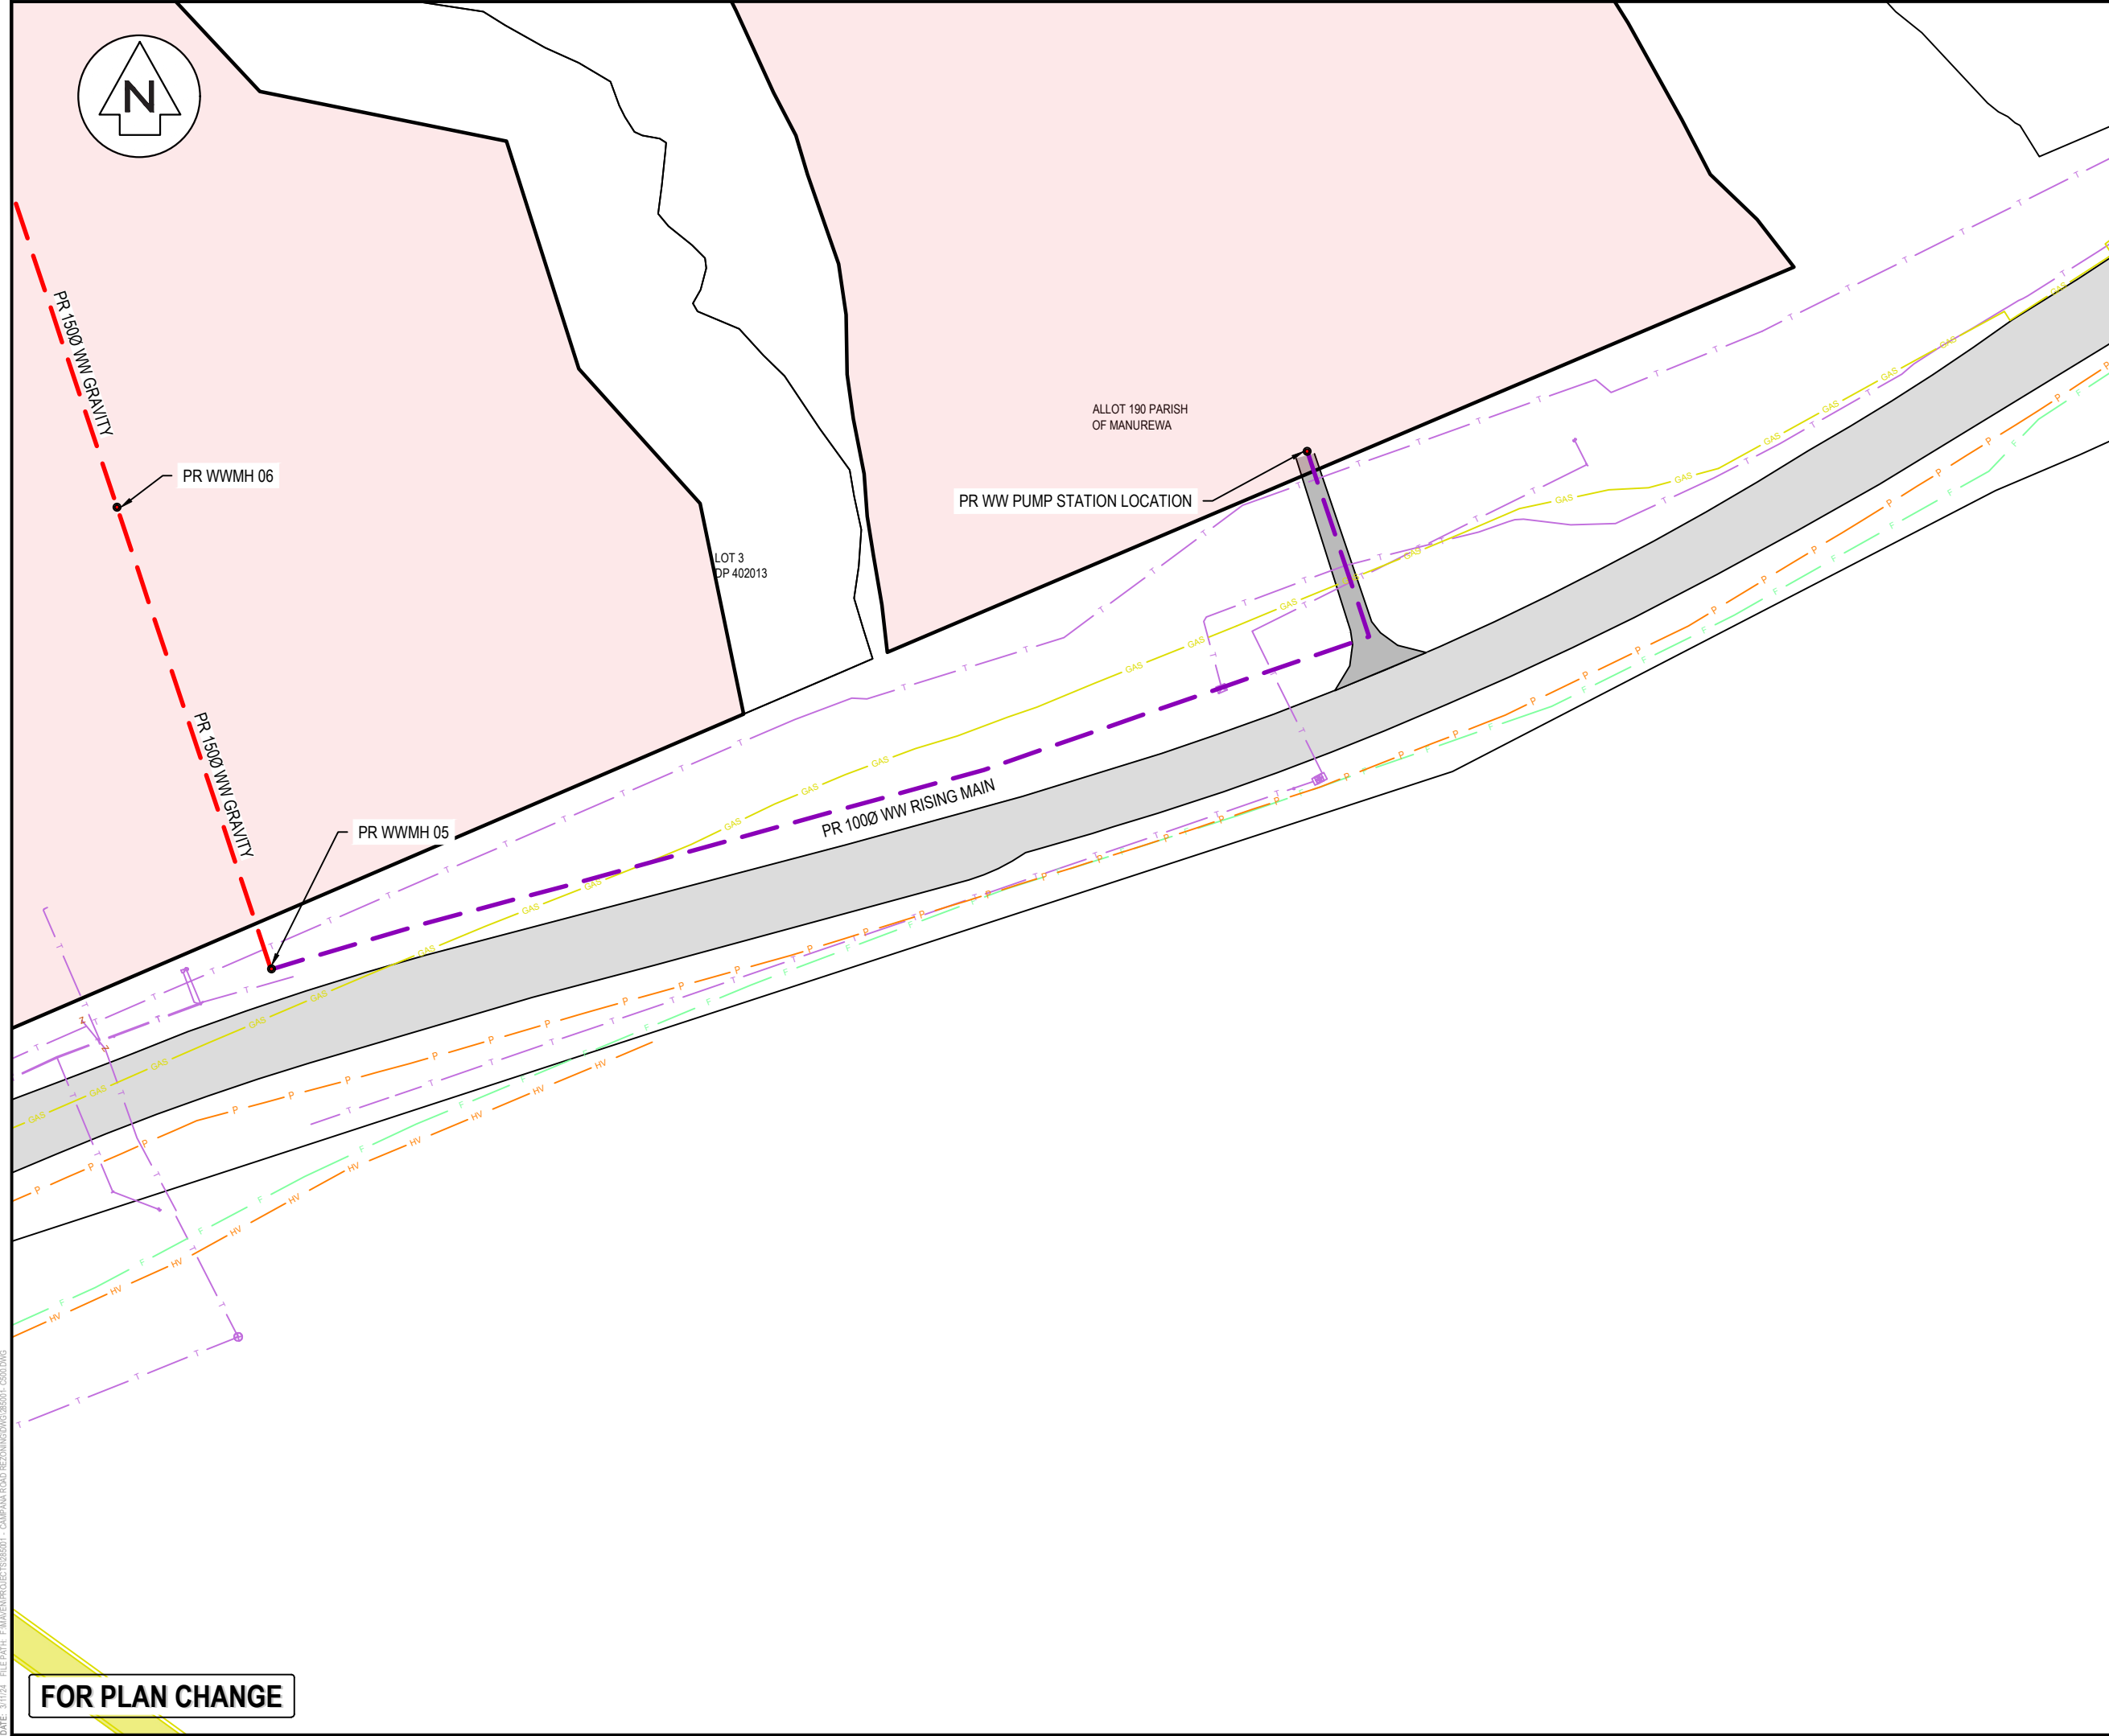 N
PR 150Ø WW GRAVITY
PR WWMH 06
ALLOT 190 PARISH
OF MANUREWA
PR WW PUMP STATION LOCATION
LOT 3
DP 402013
PR 150Ø WW GRAVITY
PR WWMH 05
PR 100Ø WW RISING MAIN
FOR PLAN CHANGE